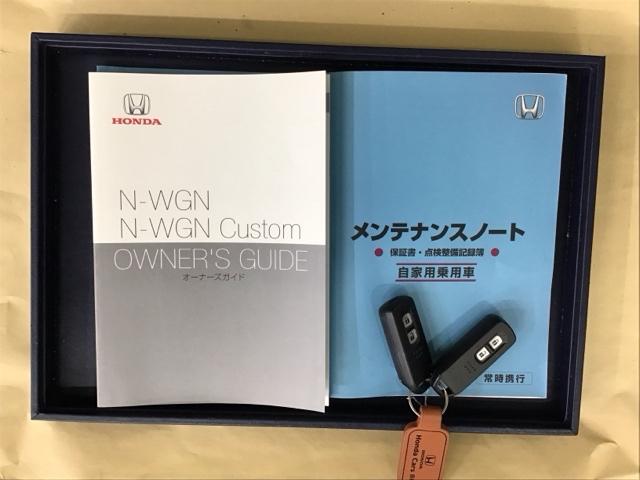 HONDA
N-WGN
N-WGN Custom
OWNER'S GUIDE
オーナーズガイド
メンテナンスノート
● 保証書・点検整備記録簿 ●
自家用乗用車
常時携行
HONDA
Honda Cars